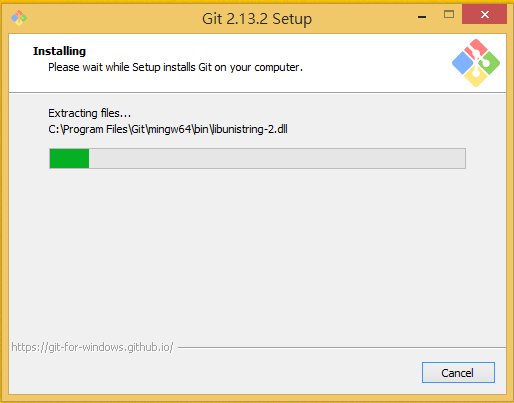 Git 2.13.2 Setup
Installing
Please wait while Setup installs Git on your computer.
Extracting files...
C:\Program Files\Git\mingw64\bin\libunistring-2.dll
https://git-for-windows.github.io/
Cancel